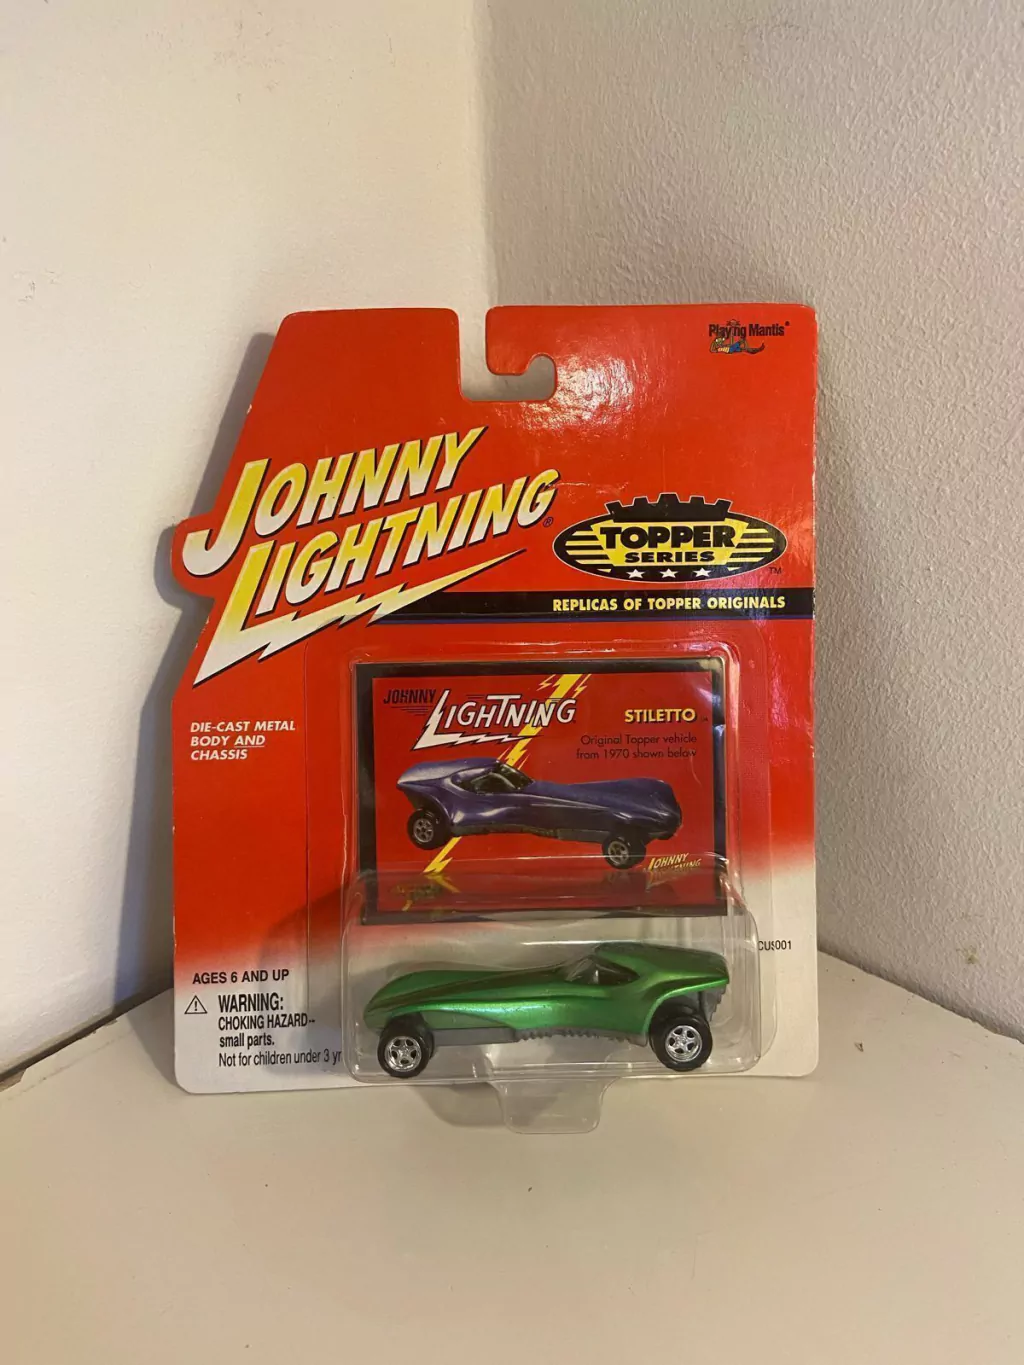 Playing Mantis®
JOHNNY
LIGHTNING®
TOPPER
SERIES
TM
REPLICAS OF TOPPER ORIGINALS
DIE-CAST METAL
BODY AND
CHASSIS
JOHNNY
LIGHTNING
STILETTO
Original Topper vehicle
from 1970 shown below
JOHNNY
LIGHTNING
AGES 6 AND UP
WARNING:
CHOKING HAZARD--
small parts.
Not for children under 3 yr